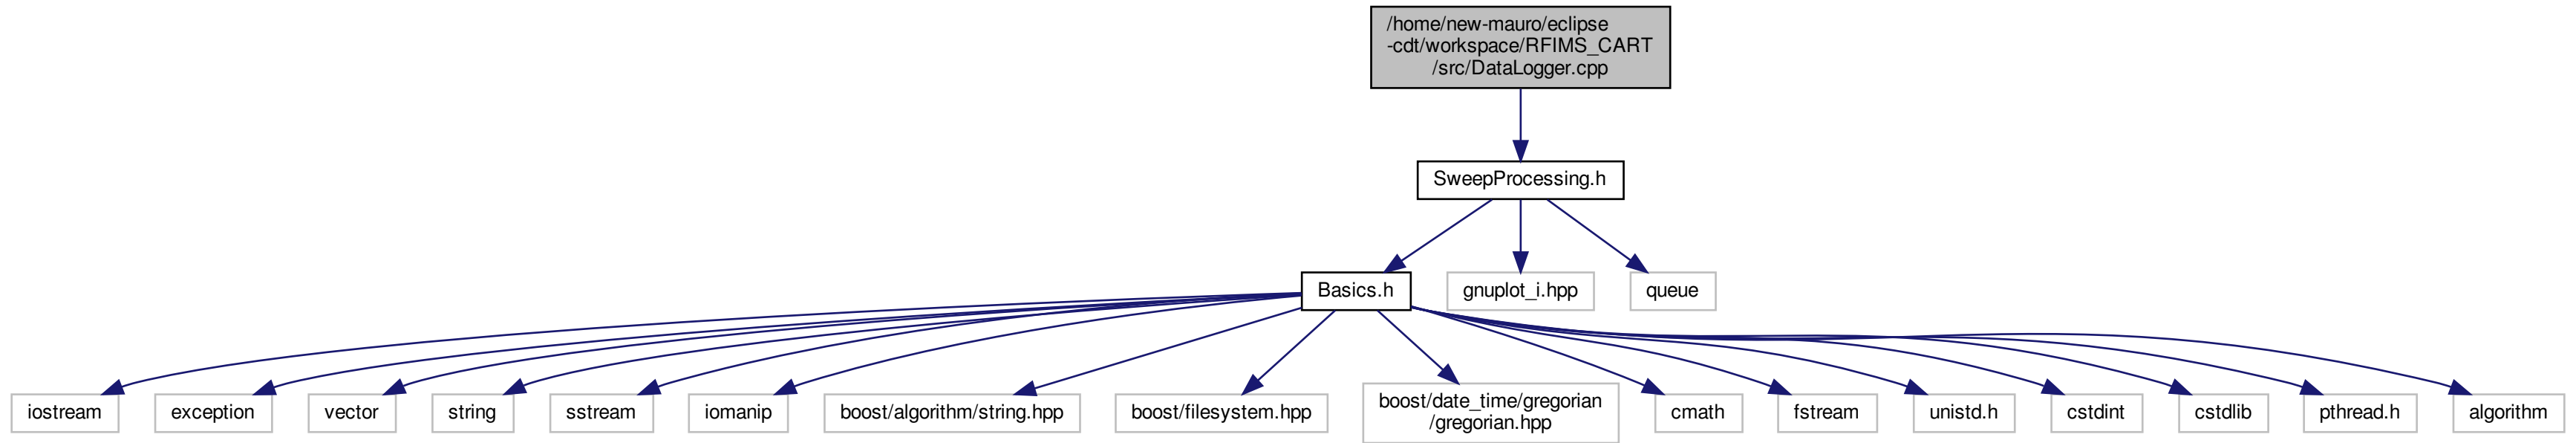 /home/new-mauro/eclipse
-cdt/workspace/RFIMS_CART
/src/DataLogger.cpp
SweepProcessing.h
Basics.h
gnuplot_i.hpp
queue
iostream
exception
vector
string
sstream
iomanip
boost/algorithm/string.hpp
boost/filesystem.hpp
boost/date_time/gregorian
/gregorian.hpp
cmath
fstream
unistd.h
cstdint
cstdlib
pthread.h
algorithm